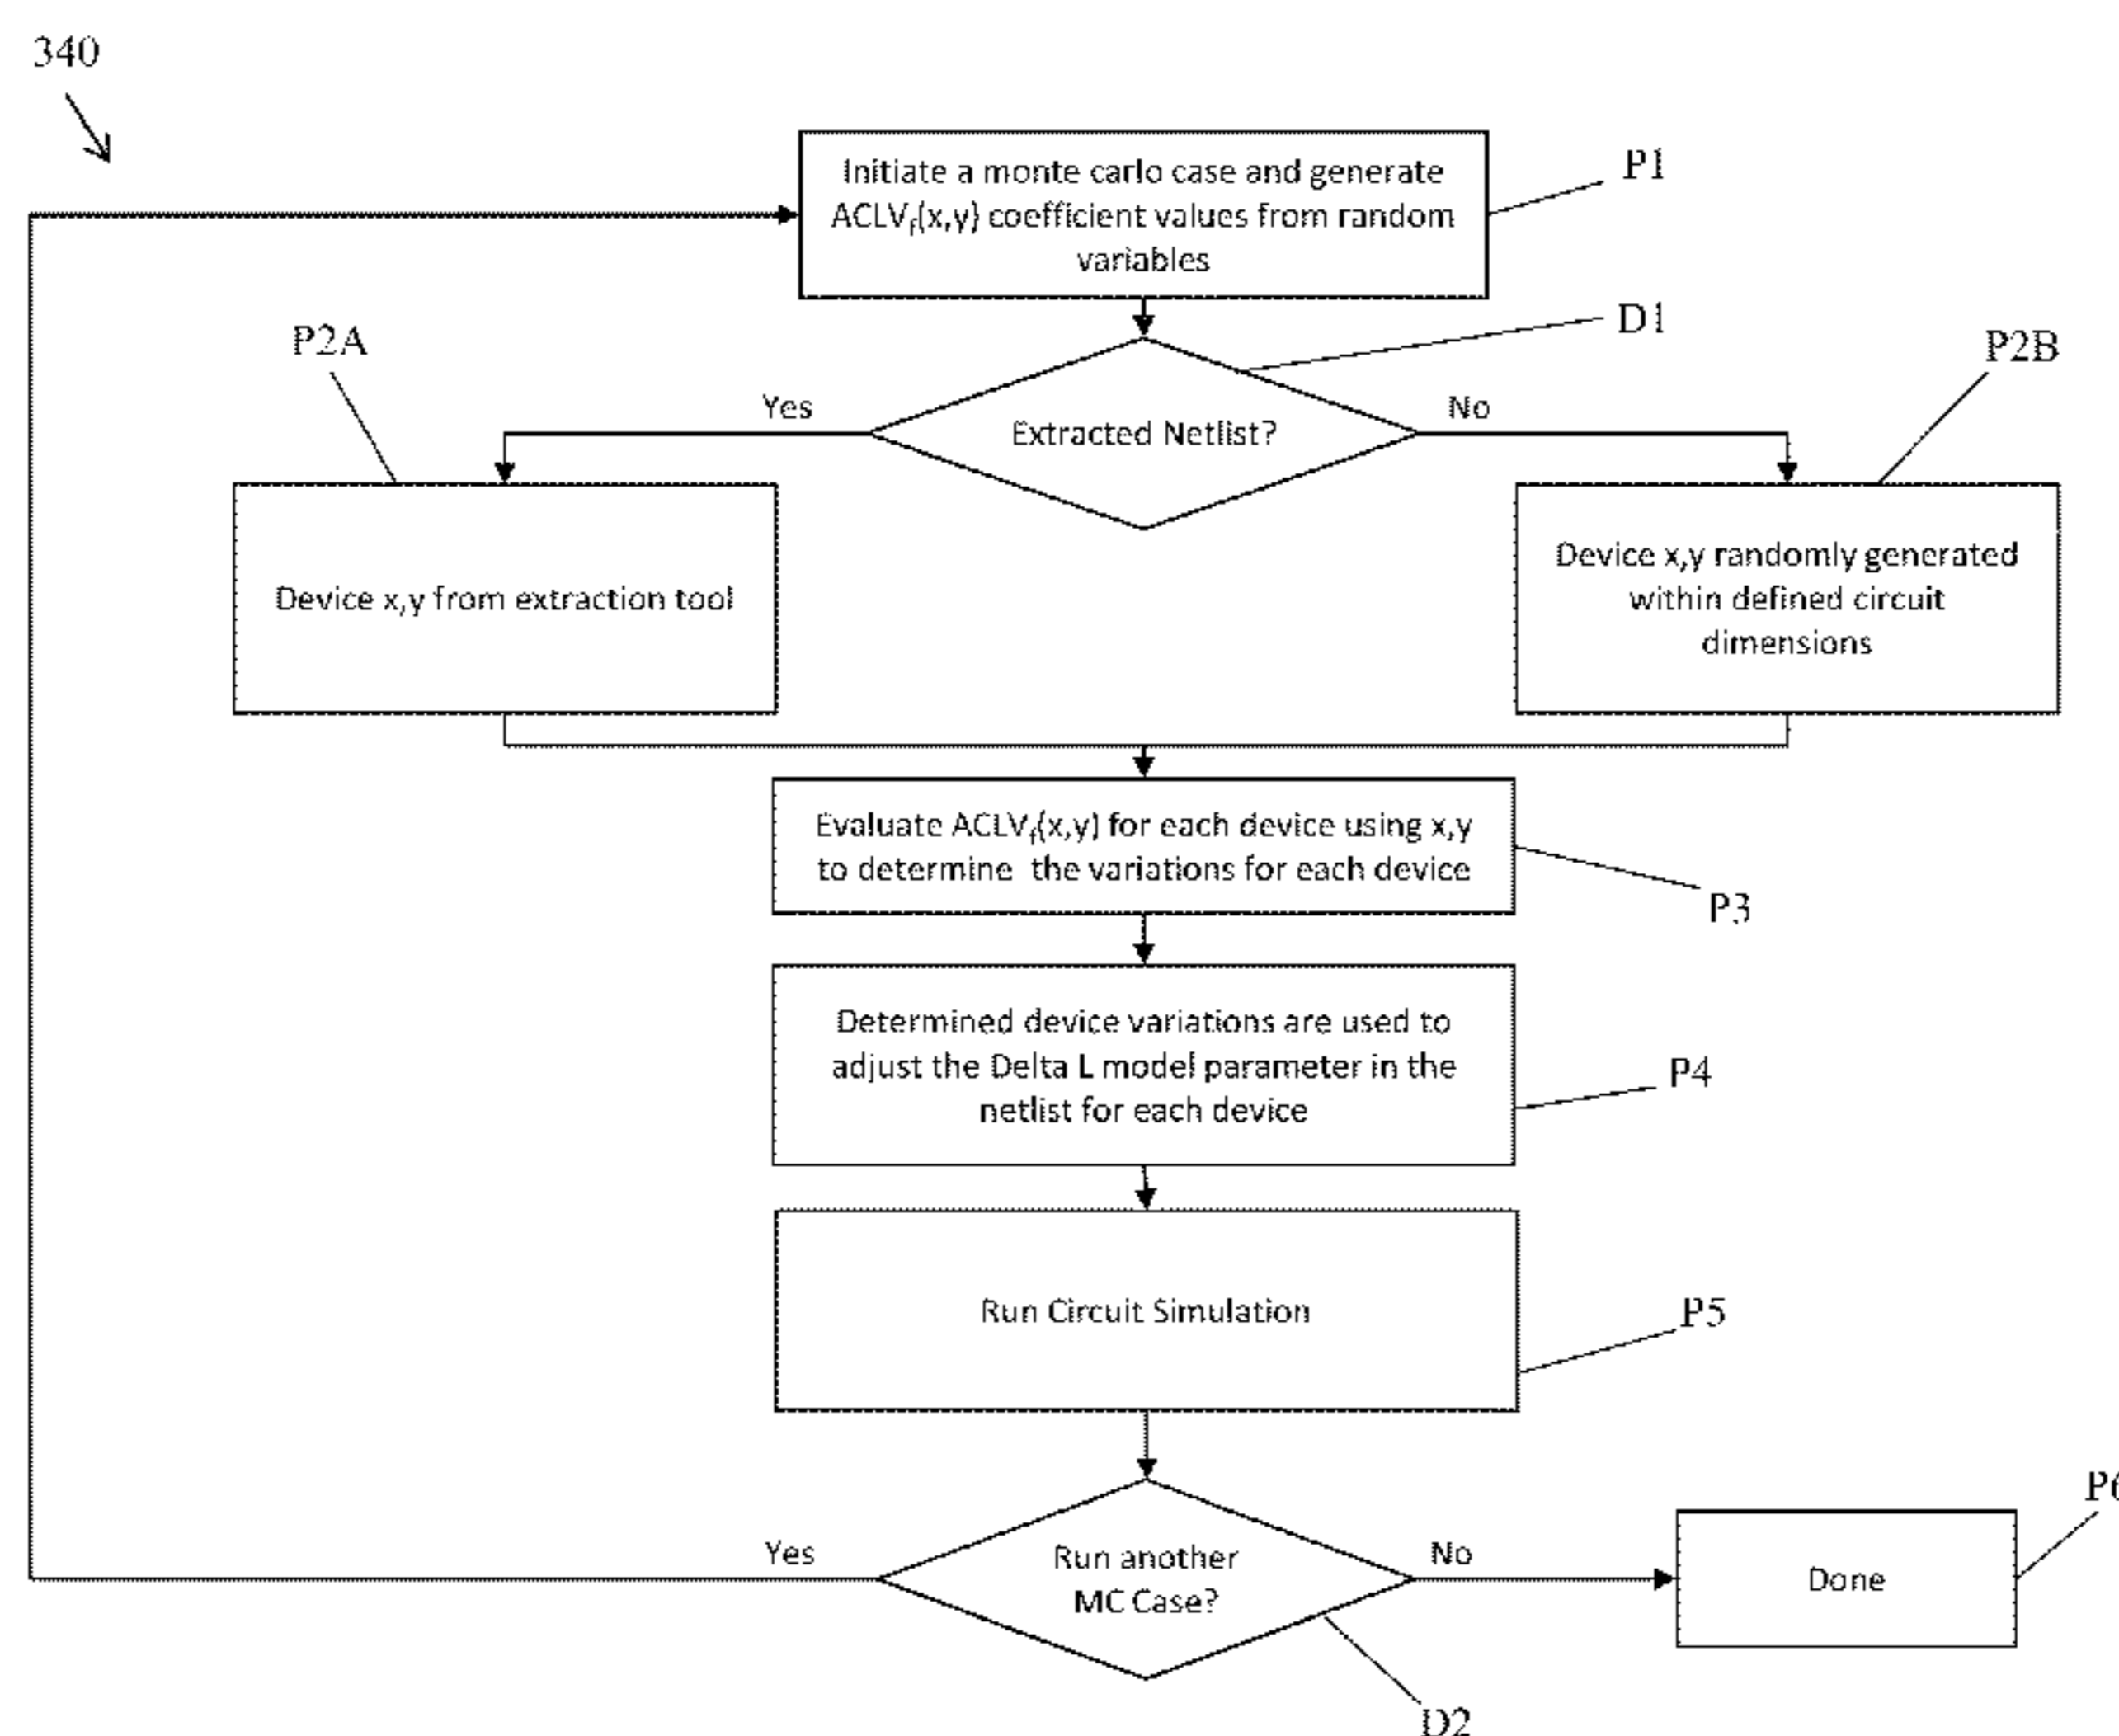 340
Initiate a monte carlo case and generate
ACLVf(x,y) coefficient values from random
variables
P1
D1
P2A
P2B
Yes
Extracted Netlist?
No
Device x,y from extraction tool
Device x,y randomly generated
within defined circuit
dimensions
Evaluate ACLVf(x,y) for each device using x,y
to determine the variations for each device
P3
Determined device variations are used to
adjust the Delta L model parameter in the
netlist for each device
P4
Run Circuit Simulation
P5
Yes
Run another
MC Case?
No
Done
P6
D2